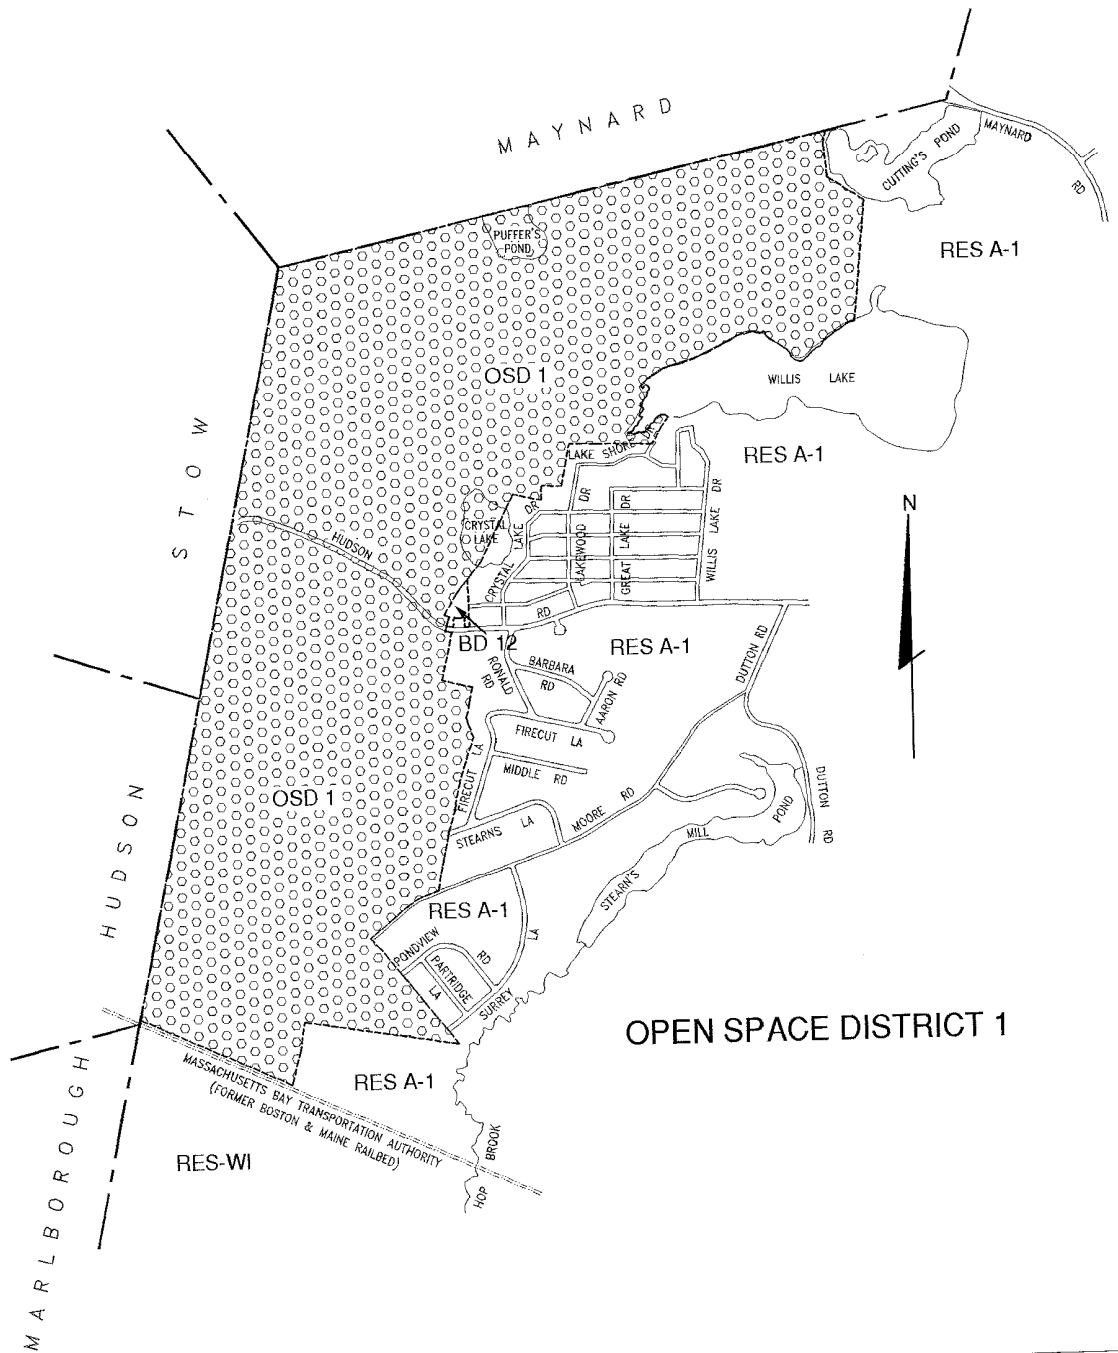 MAYNARD
CUTTING'S POND
MAYNARD
RD
PUFFER'S
POND
RES A-1
OSD 1
WILLIS LAKE
STOW
LAKE SHORE DR
RES A-1
N
CRYSTAL
LAKE
HUDSON
CRYSTAL LAKE DR
LAKEWOOD DR
GREAT LAKE DR
WILLIS LAKE DR
RD
BD 12
RES A-1
DUTTON RD
RONALD
RD
BARBARA
RD
AARON RD
FIRECUT LA
FIRECUT LA
MIDDLE RD
OSD 1
HUDSON
STEARNS LA
MOORE RD
STEARN'S MILL POND
DUTTON RD
RES A-1
PONDVIEW
RD
PARTRIDGE
LA
SURREY LA
OPEN SPACE DISTRICT 1
MASSACHUSETTS BAY TRANSPORTATION AUTHORITY
(FORMER BOSTON & MAINE RAILBED)
RES A-1
RES-WI
HOP BROOK
MARLBOROUGH